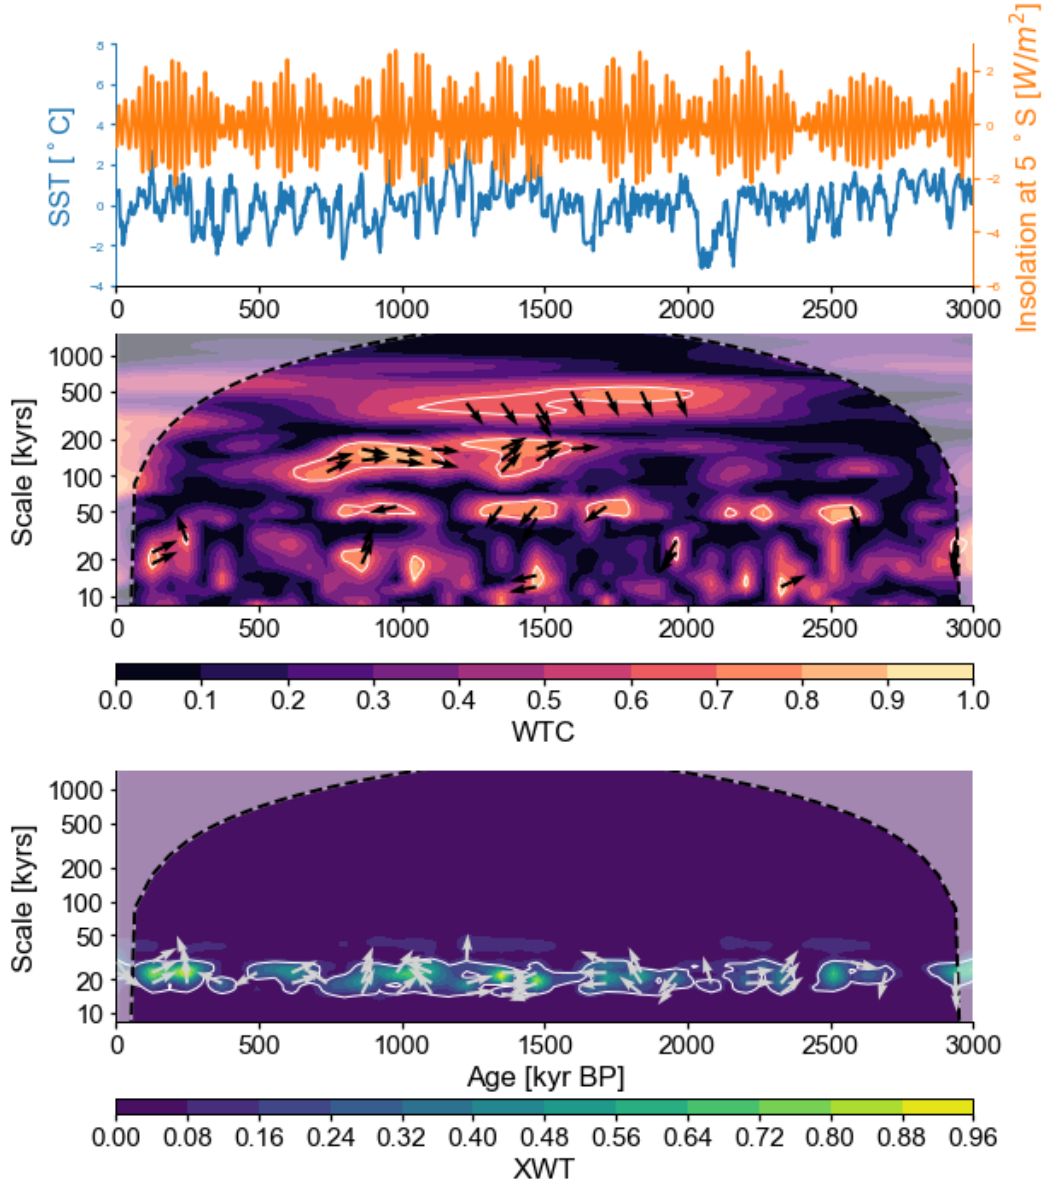 8
6
4
2
0
−2
−4
SST [°C]
2
0
−2
−4
−6
Insolation at 5 °S [W/m²]
0 500 1000 1500 2000 2500 3000
1000
500
200
100
50
20
10
Scale [kyrs]
0 500 1000 1500 2000 2500 3000
0.0 0.1 0.2 0.3 0.4 0.5 0.6 0.7 0.8 0.9 1.0
WTC
1000
500
200
100
50
20
10
Scale [kyrs]
0 500 1000 1500 2000 2500 3000
Age [kyr BP]
0.00 0.08 0.16 0.24 0.32 0.40 0.48 0.56 0.64 0.72 0.80 0.88 0.96
XWT